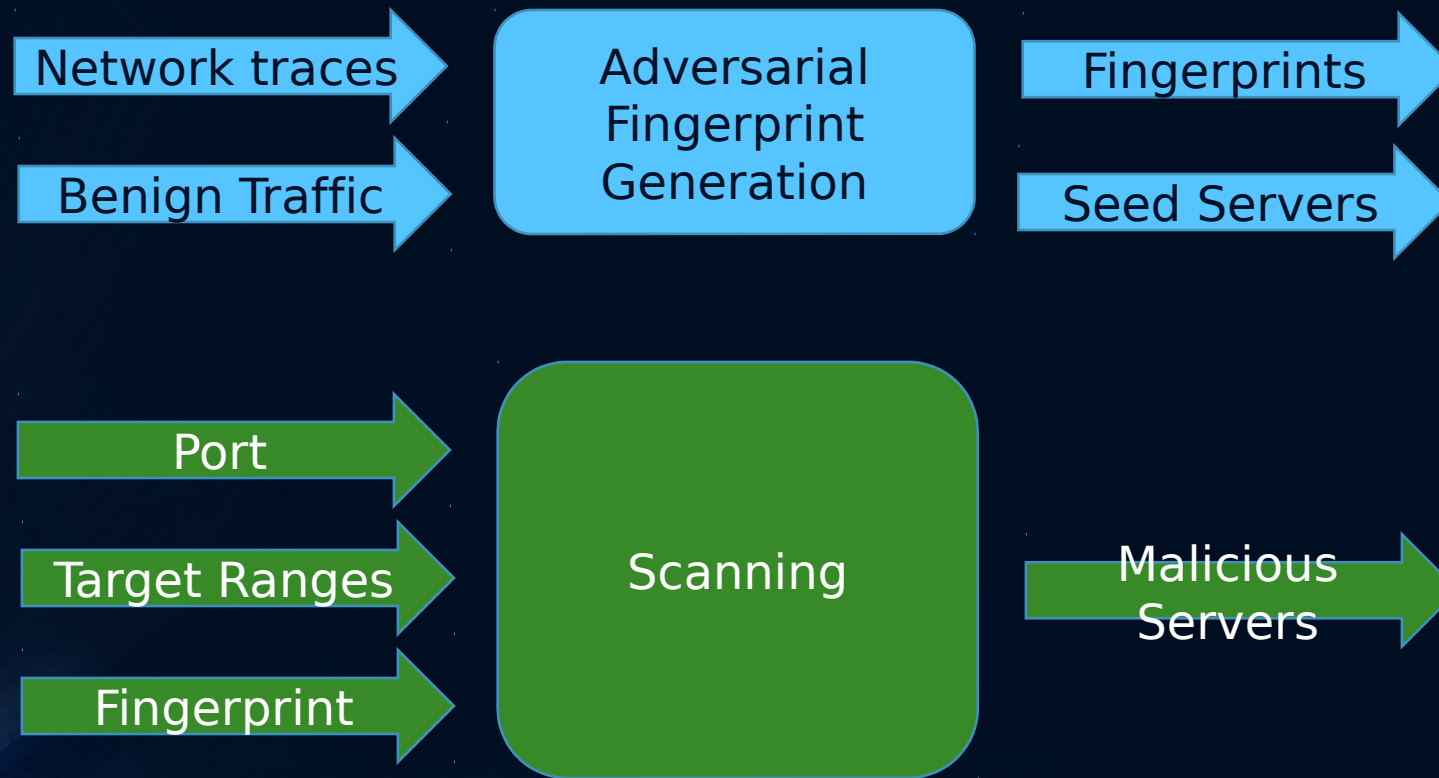 Network traces
Benign Traffic
Adversarial
Fingerprint
Generation
Fingerprints
Seed Servers
Port
Target Ranges
Fingerprint
Scanning
Malicious
Servers